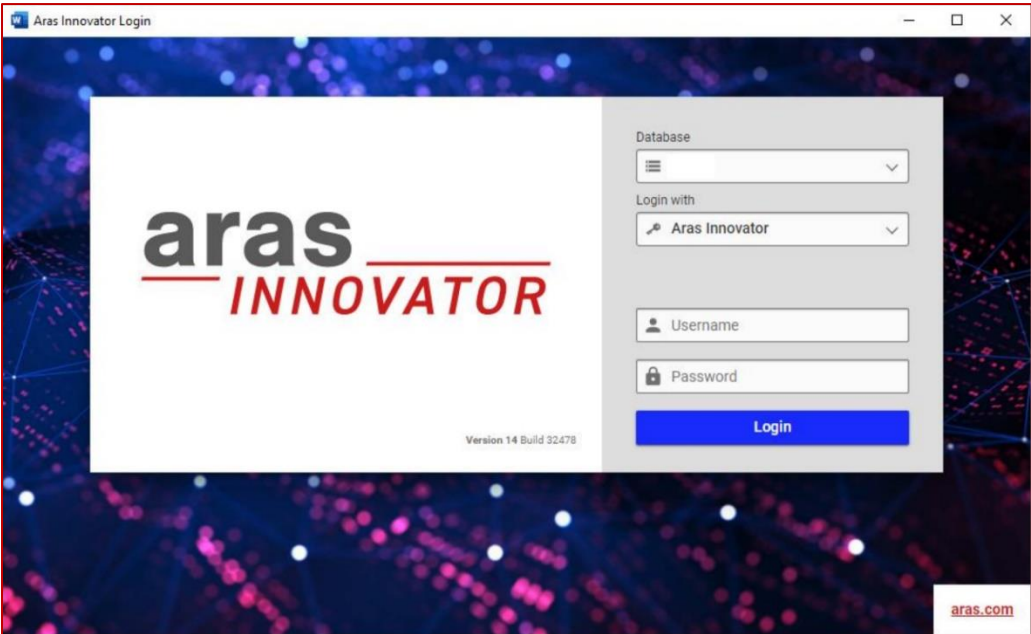 Aras Innovator Login
aras
INNOVATOR
Version 14 Build 32478
Database
Login with
Aras Innovator
Username
Password
Login
aras.com